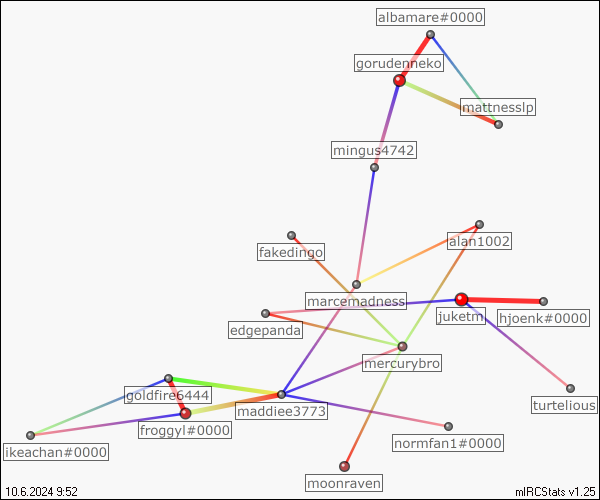 albamare#0000
gorudenneko
mattnesslp
mingus4742
alan1002
fakedingo
marcemadness
juketm
hjoenk#0000
edgepanda
mercurybro
goldfire6444
maddiee3773
turtelious
froggyl#0000
normfan1#0000
ikeachan#0000
moonraven
10.6.2024 9:52
mIRCStats v1.25